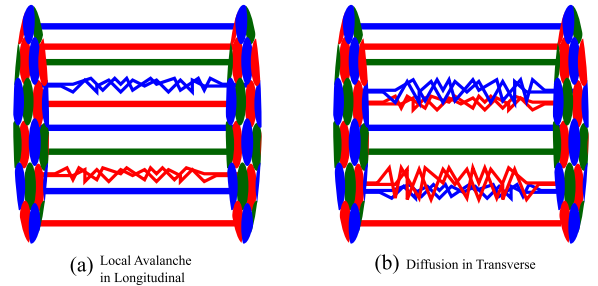 (a) Local Avalanche
in Longitudinal
(b) Diffusion in Transverse